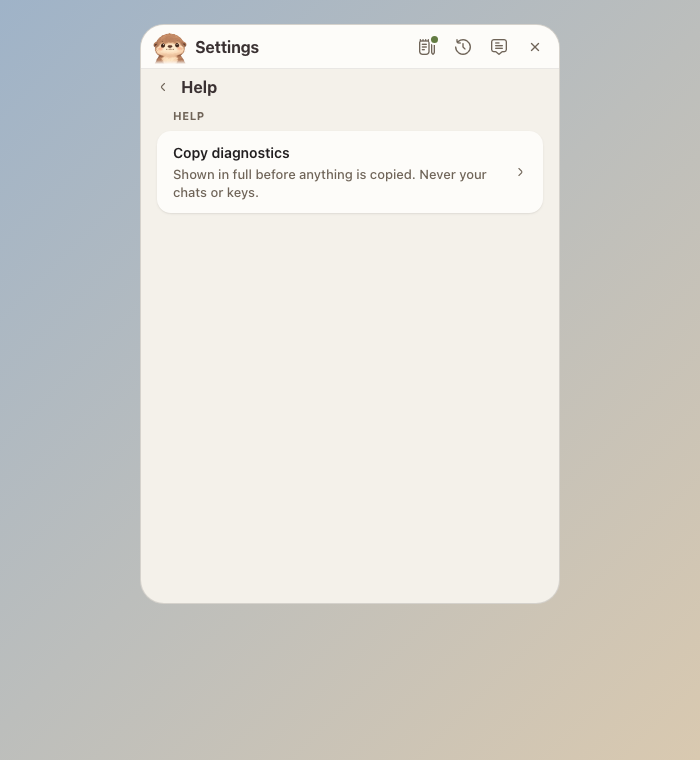 Settings
Help
HELP
Copy diagnostics
Shown in full before anything is copied. Never your
chats or keys.